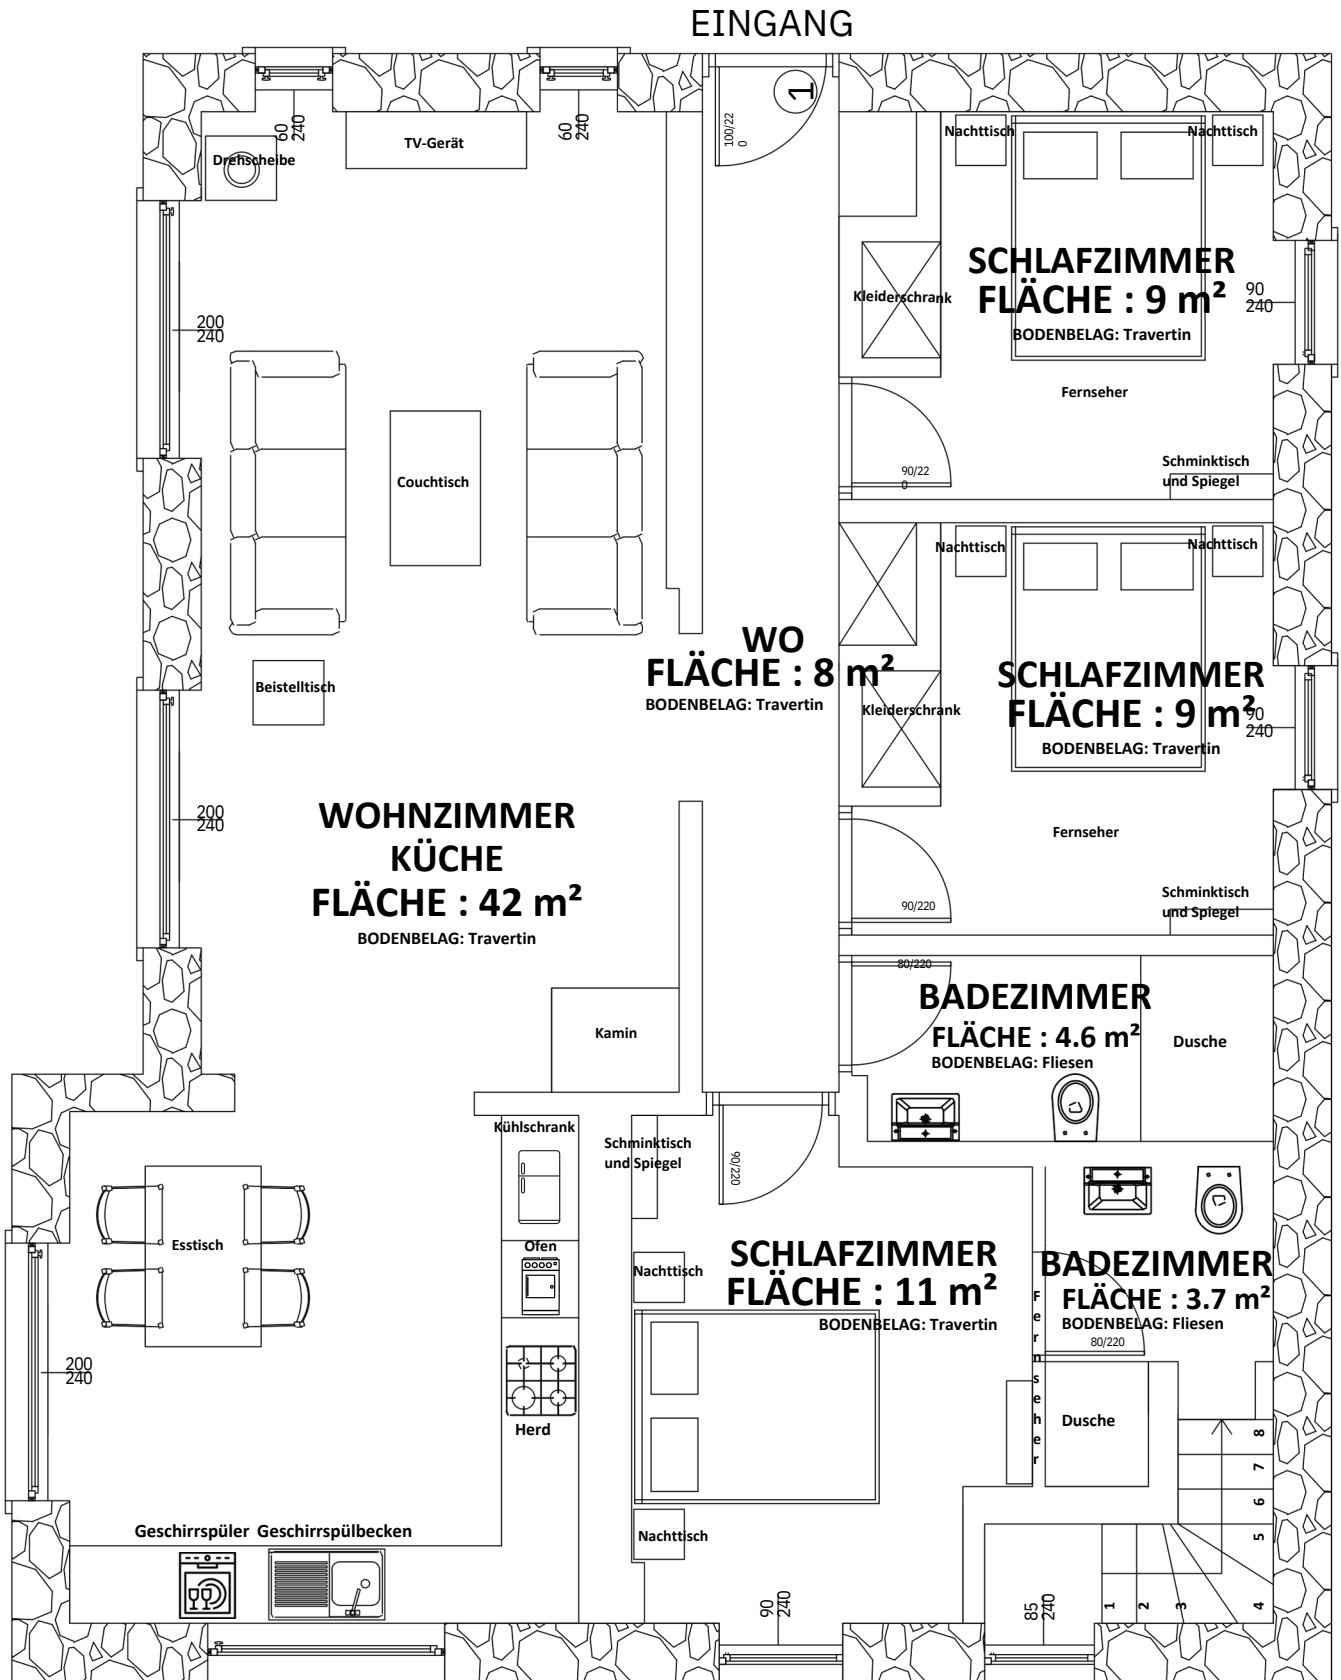 EINGANG
60
240
TV-Gerät
60
240
100/22
0
1
Nachttisch
Nachttisch
Drehscheibe
SCHLAFZIMMER
FLÄCHE : 9 m²
BODENBELAG: Travertin
Kleiderschrank
90
240
200
240
Fernseher
90/22
0
Schminktisch
und Spiegel
Couchtisch
Nachttisch
Nachttisch
WO
FLÄCHE : 8 m²
BODENBELAG: Travertin
Beistelltisch
SCHLAFZIMMER
FLÄCHE : 9 m²
BODENBELAG: Travertin
Kleiderschrank
90
240
200
240
WOHNZIMMER
KÜCHE
FLÄCHE : 42 m²
BODENBELAG: Travertin
Fernseher
90/220
Schminktisch
und Spiegel
80/220
BADEZIMMER
FLÄCHE : 4.6 m²
BODENBELAG: Fliesen
Dusche
Kamin
Kühlschrank
Schminktisch
und Spiegel
90/220
Esstisch
Ofen
Nachttisch
SCHLAFZIMMER
FLÄCHE : 11 m²
BODENBELAG: Travertin
BADEZIMMER
FLÄCHE : 3.7 m²
BODENBELAG: Fliesen
80/220
Fernseher
200
240
Herd
Dusche
8
7
6
5
4
3
2
1
Geschirrspüler Geschirrspülbecken
Nachttisch
90
240
85
240